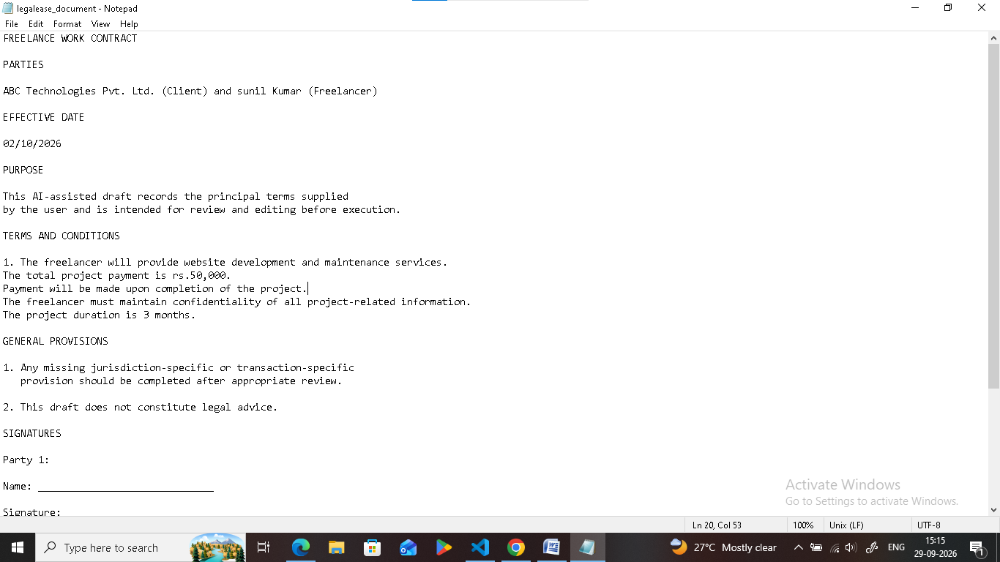 legalease_document - Notepad
File Edit Format View Help
FREELANCE WORK CONTRACT
PARTIES
ABC Technologies Pvt. Ltd. (Client) and sunil Kumar (Freelancer)
EFFECTIVE DATE
02/10/2026
PURPOSE
This AI-assisted draft records the principal terms supplied
by the user and is intended for review and editing before execution.
TERMS AND CONDITIONS
1. The freelancer will provide website development and maintenance services.
The total project payment is rs.50,000.
Payment will be made upon completion of the project.
The freelancer must maintain confidentiality of all project-related information.
The project duration is 3 months.
GENERAL PROVISIONS
1. Any missing jurisdiction-specific or transaction-specific
provision should be completed after appropriate review.
2. This draft does not constitute legal advice.
SIGNATURES
Party 1:
Name: ______________________________
Signature:
Activate Windows
Go to Settings to activate Windows.
Ln 20, Col 53 100% Unix (LF) UTF-8
Type here to search 27°C Mostly clear ENG 15:15
29-09-2026 1